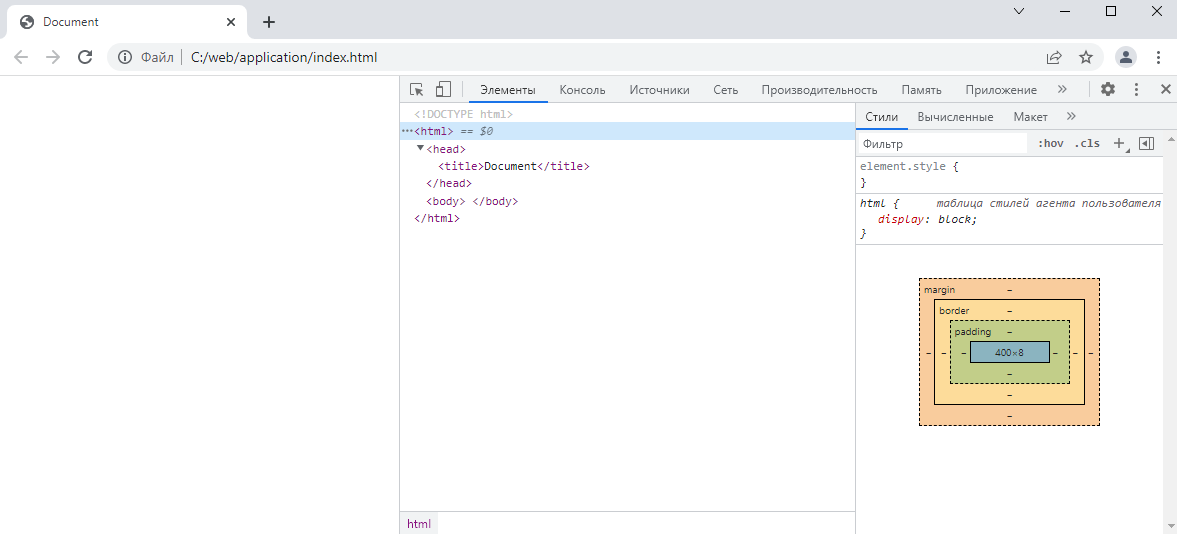 Document
Файл | C:/web/application/index.html
Элементы Консоль Источники Сеть Производительность Память Приложение »
<!DOCTYPE html>
<html> == $0
<head>
<title>Document</title>
</head>
<body> </body>
</html>
html
Стили Вычисленные Макет »
Фильтр :hov .cls +
element.style {
}
html { таблица стилей агента пользователя
display: block;
}
margin –
border –
padding –
– – – 400×8 – – –
–
–
–